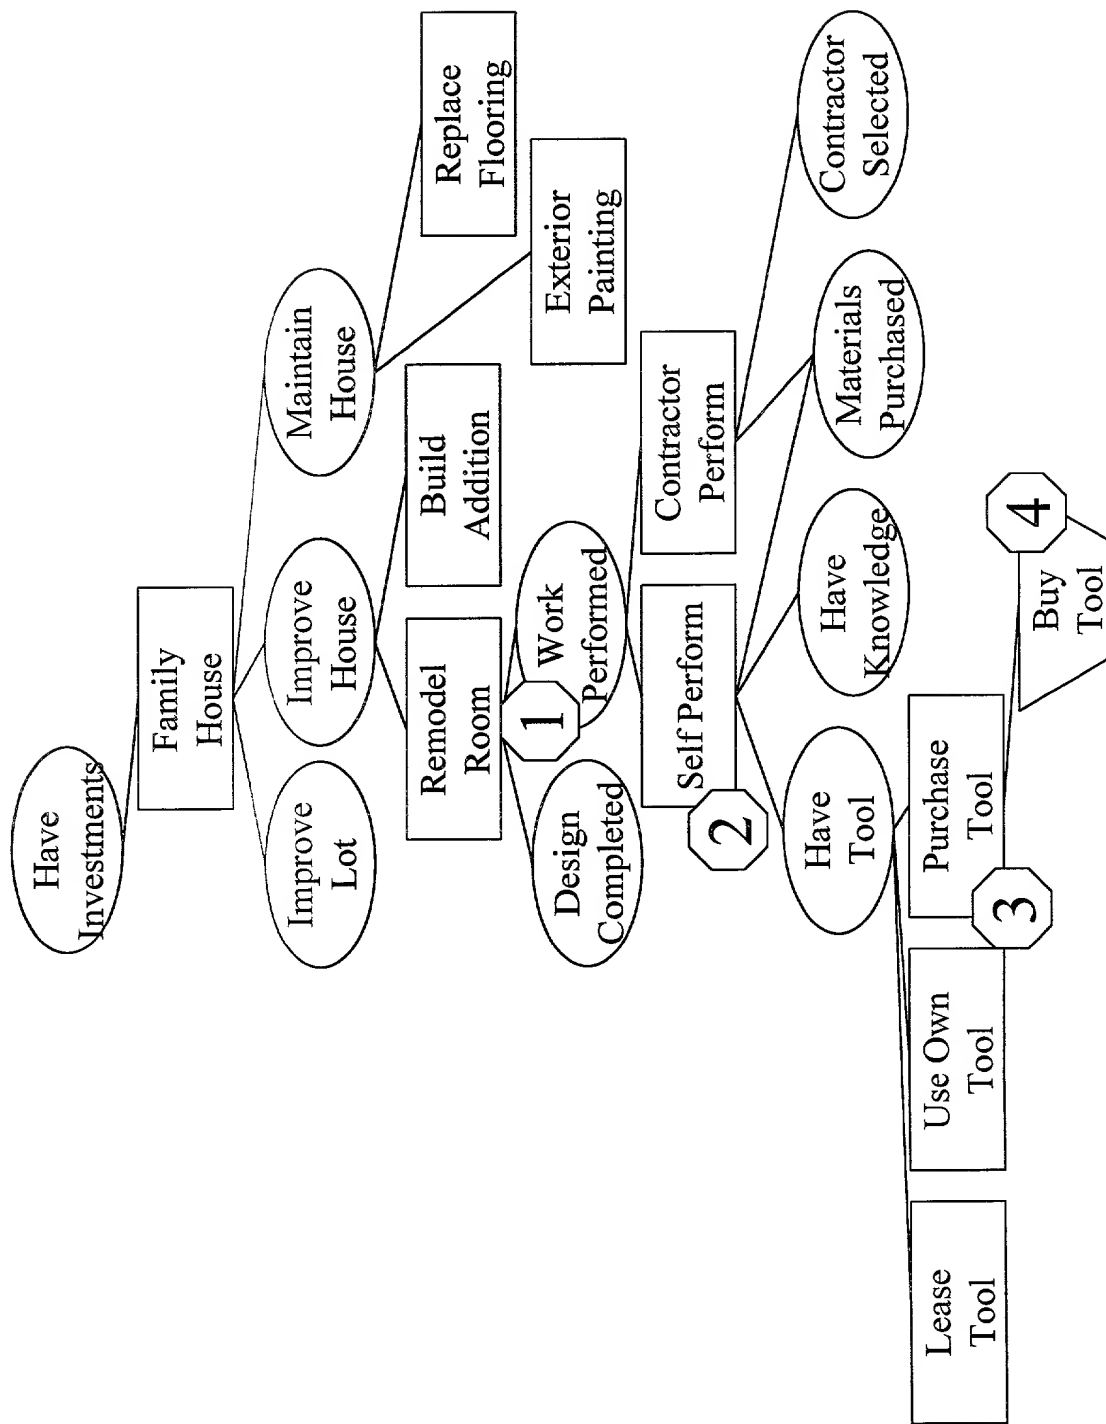 Have
Investments
Family
House
Improve
Lot
Improve
House
Maintain
House
Remodel
Room
Build
Addition
Replace
Flooring
1
Design
Completed
Work
Performed
Exterior
Painting
2
Self Perform
Contractor
Perform
Have
Tool
Have
Knowledge
Materials
Purchased
Contractor
Selected
Lease
Tool
Use Own
Tool
Purchase
Tool
3
4
Buy
Tool